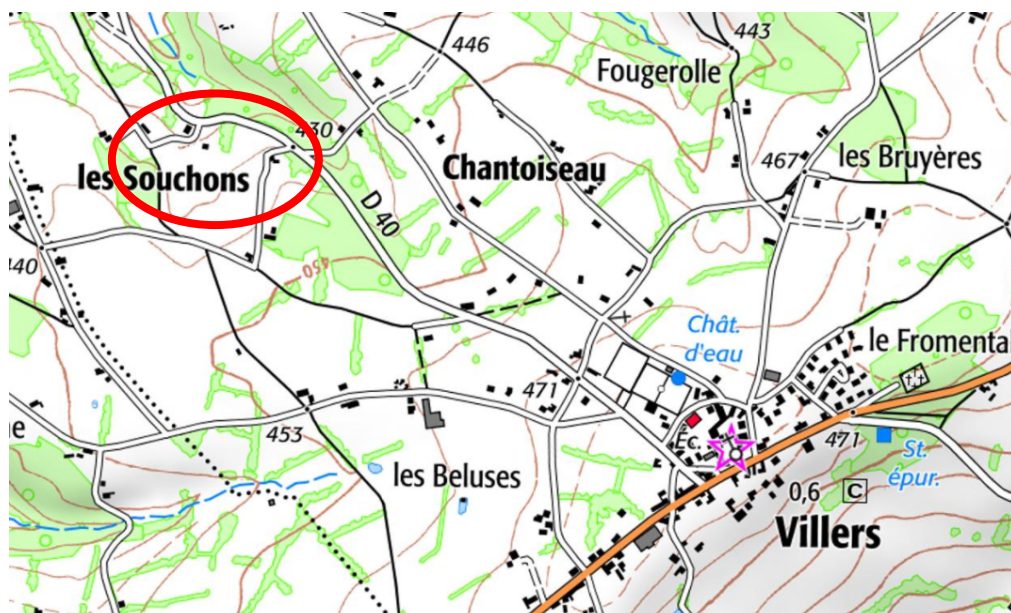 446
443
Fougerolle
430
467
les Bruyères
Chantoiseau
les Souchons
D 40
440
450
Chât.
d'eau
le Fromental
471
Éc.
471
453
St.
épur.
les Beluses
0,6 C
Villers